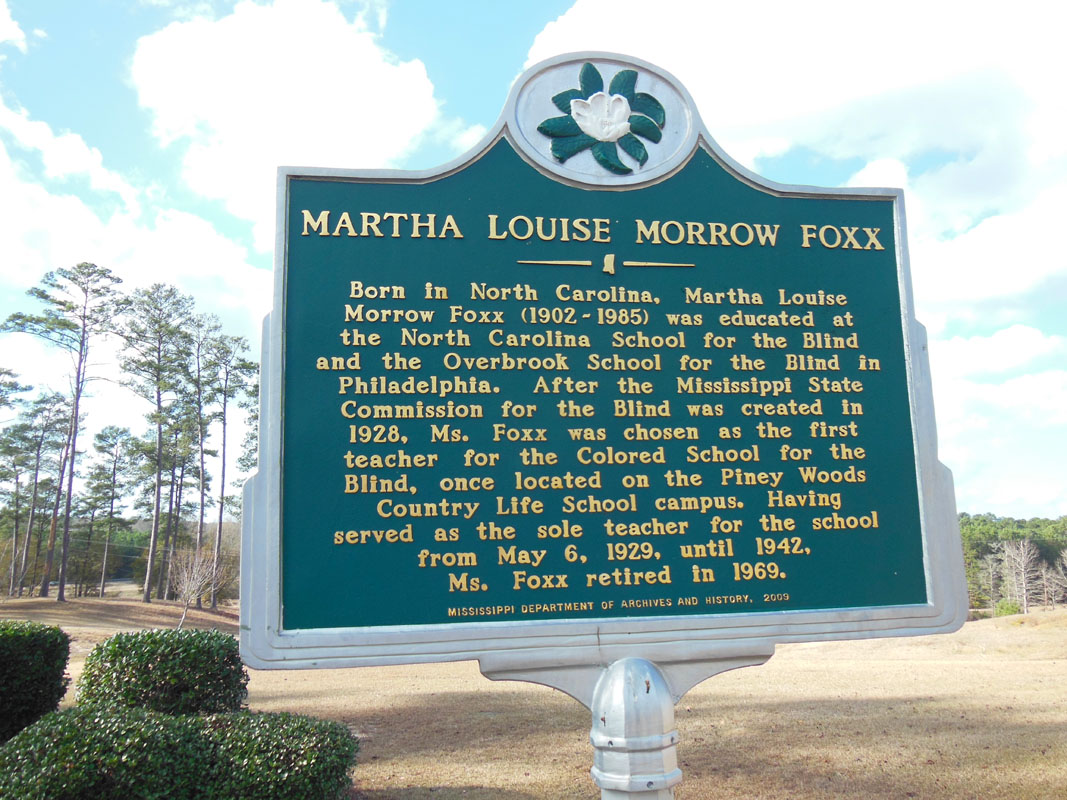 MARTHA LOUISE MORROW FOXX
Born in North Carolina, Martha Louise
Morrow Foxx (1902-1985) was educated at
the North Carolina School for the Blind
and the Overbrook School for the Blind in
Philadelphia. After the Mississippi State
Commission for the Blind was created in
1928, Ms. Foxx was chosen as the first
teacher for the Colored School for the
Blind, once located on the Piney Woods
Country Life School campus. Having
served as the sole teacher for the school
from May 6, 1929, until 1942,
Ms. Foxx retired in 1969.
MISSISSIPPI DEPARTMENT OF ARCHIVES AND HISTORY, 2009